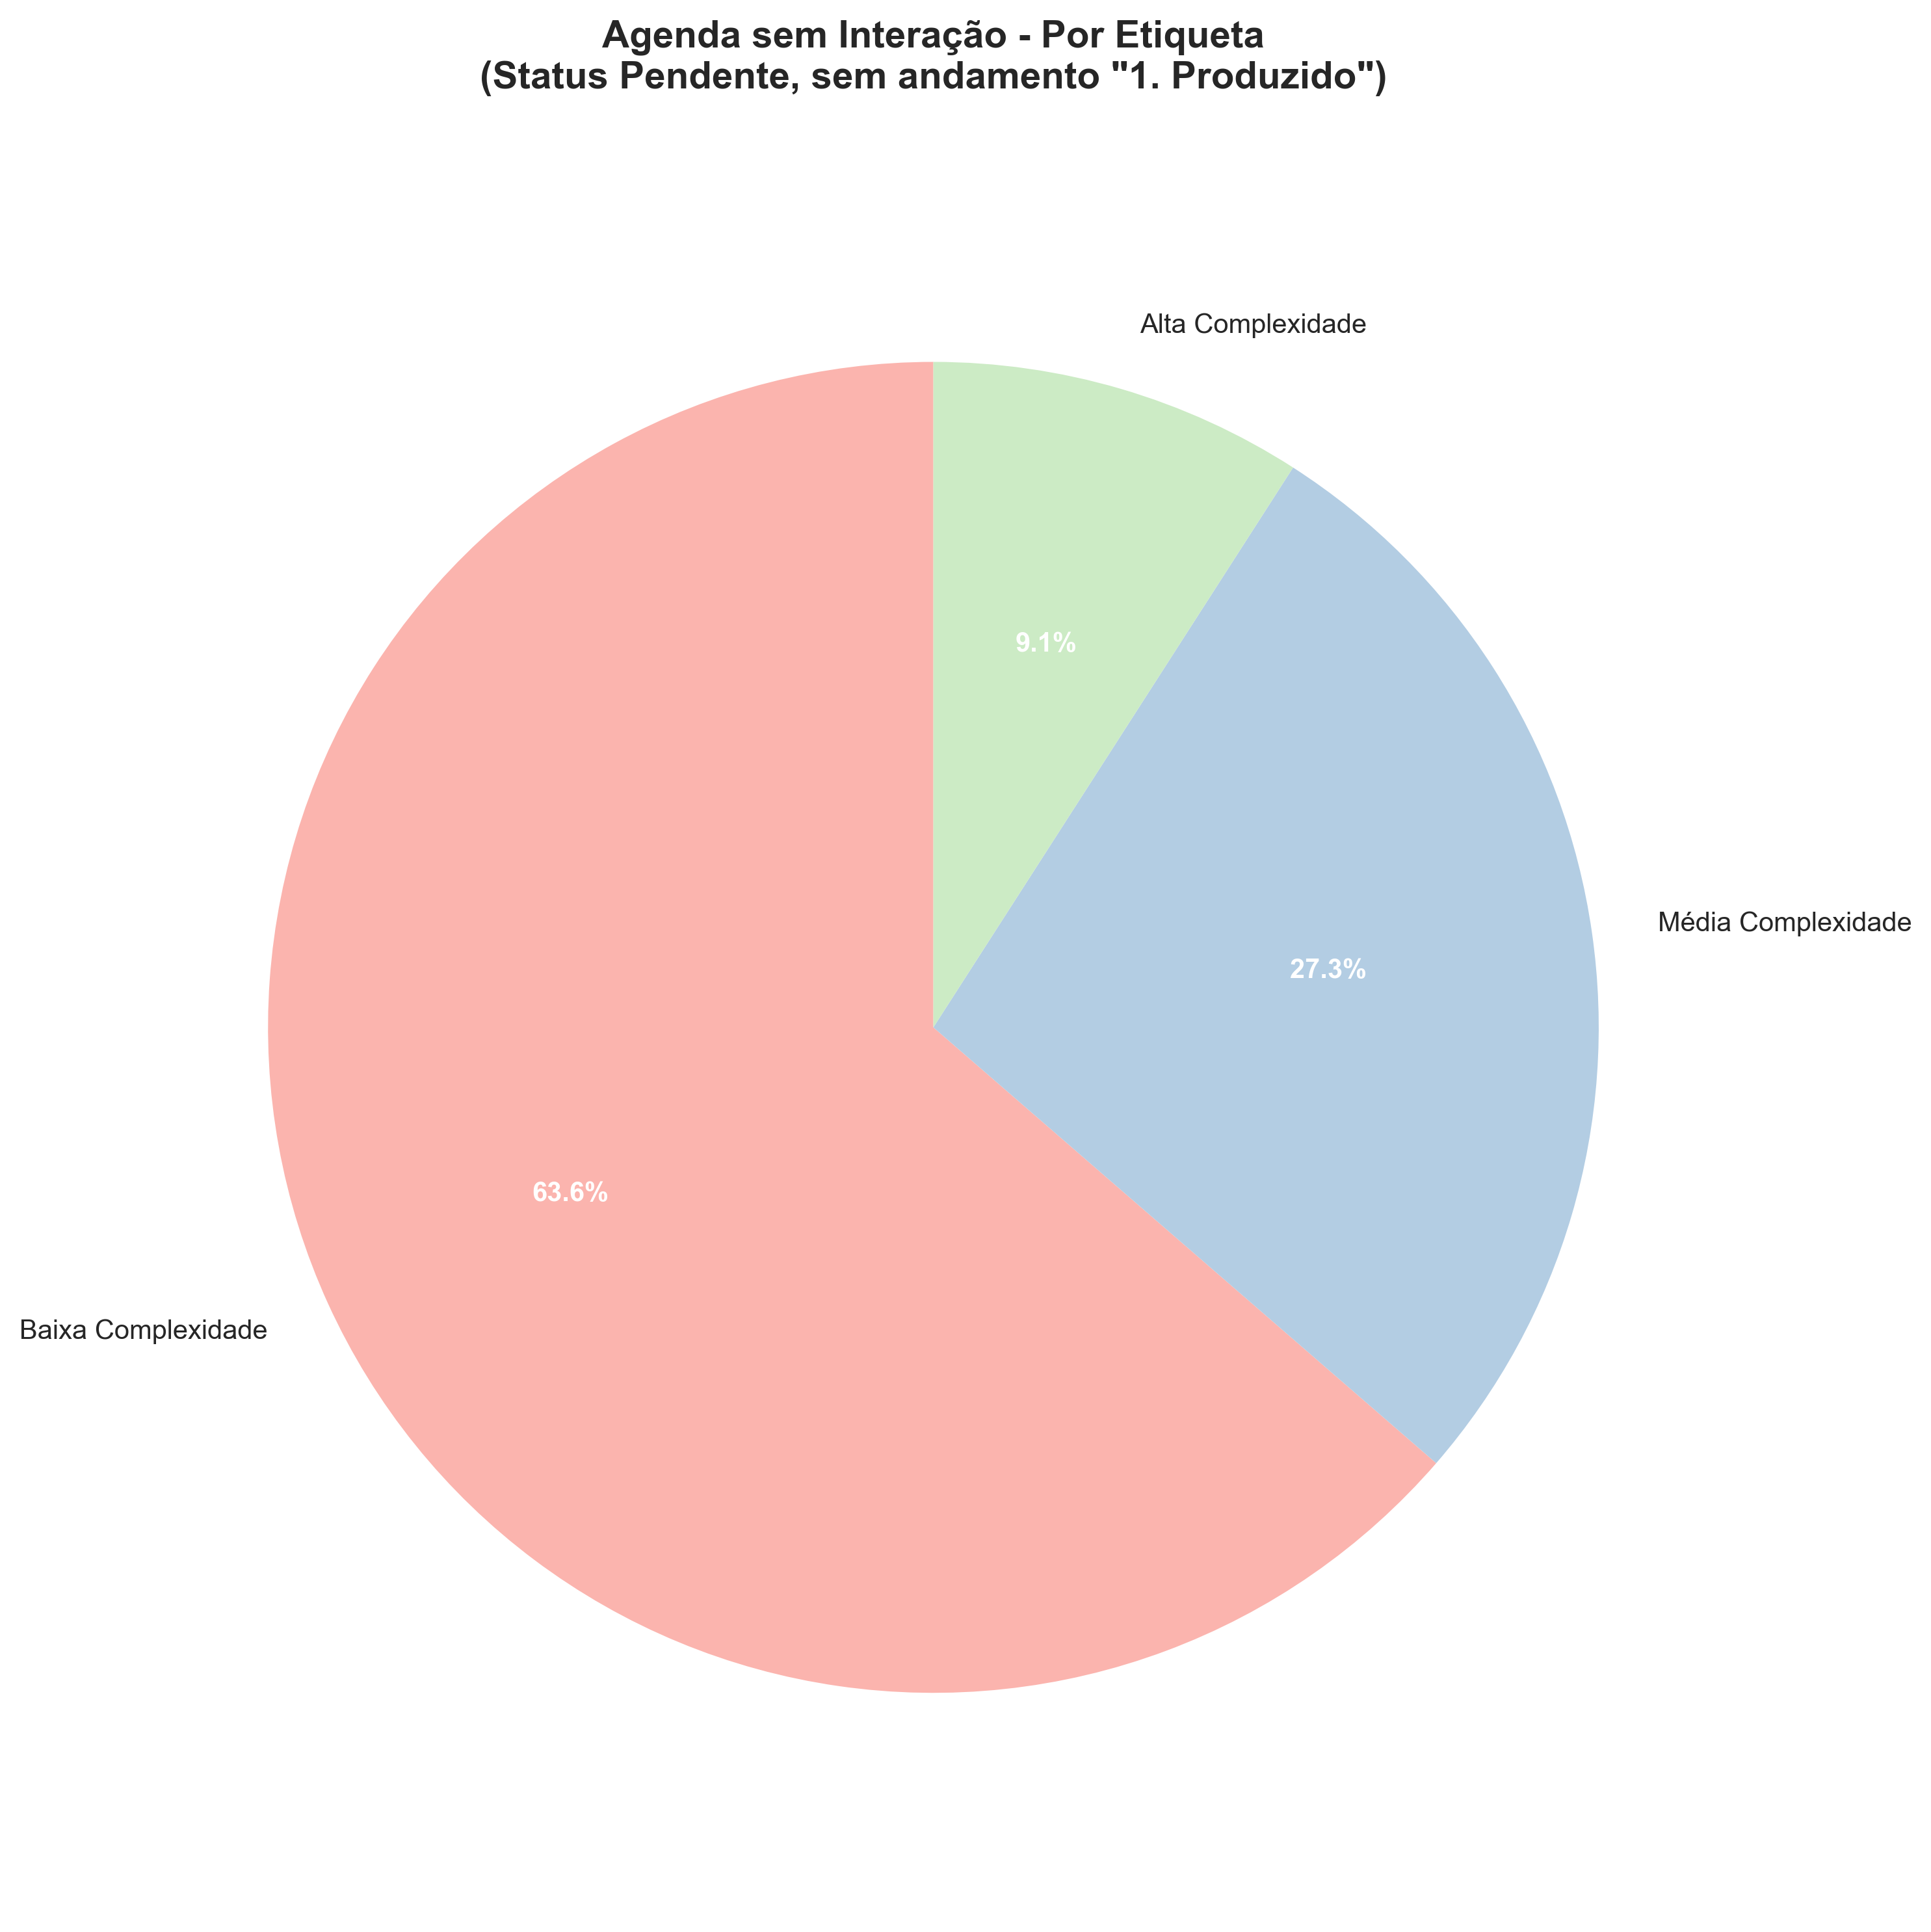 Agenda sem Interação - Por Etiqueta
(Status Pendente, sem andamento "1. Produzido")
Alta Complexidade
9.1%
Média Complexidade
27.3%
63.6%
Baixa Complexidade